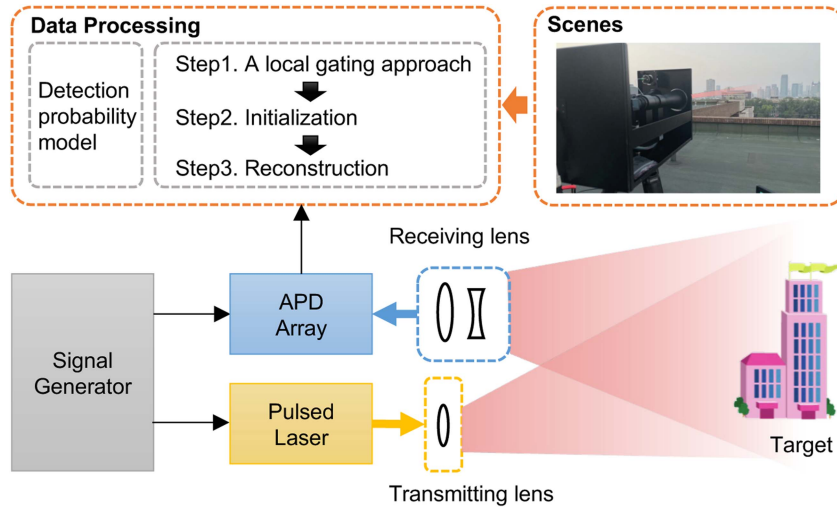 Data Processing
Detection
probability
model
Step1. A local gating approach
Step2. Initialization
Step3. Reconstruction
Scenes
Receiving lens
Signal
Generator
APD
Array
Pulsed
Laser
Transmitting lens
Target